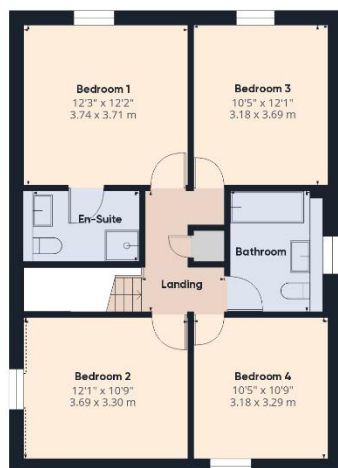 Bedroom 1
12'3" x 12'2"
3.74 x 3.71 m
Bedroom 3
10'5" x 12'1"
3.18 x 3.69 m
En-Suite
Bathroom
Landing
Bedroom 2
12'1" x 10'9"
3.69 x 3.30 m
Bedroom 4
10'5" x 10'9"
3.18 x 3.29 m